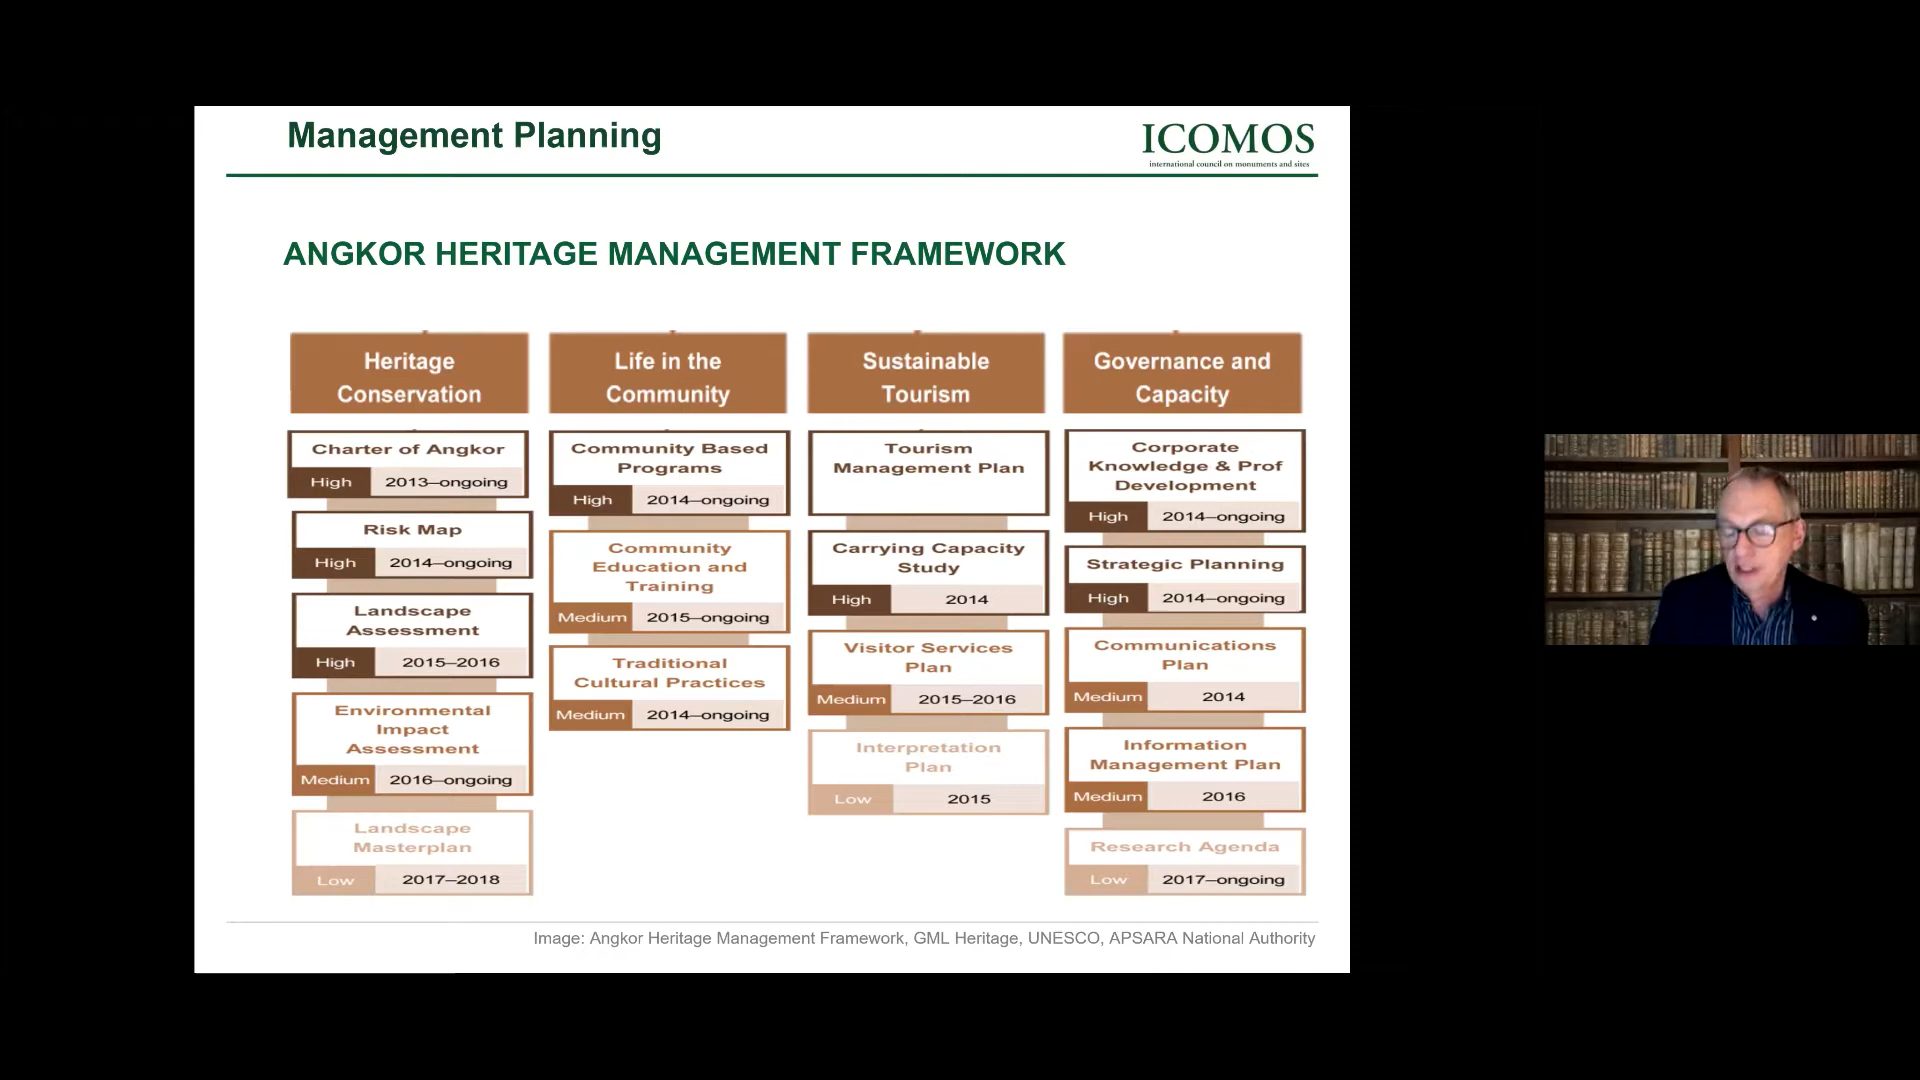 Management Planning
ICOMOS
international council on monuments and sites
ANGKOR HERITAGE MANAGEMENT FRAMEWORK
Heritage
Conservation
Charter of Angkor
High 2013–ongoing
Risk Map
High 2014–ongoing
Landscape
Assessment
High 2015–2016
Environmental
Impact
Assessment
Medium 2016–ongoing
Landscape
Masterplan
Low 2017–2018
Life in the
Community
Community Based
Programs
High 2014–ongoing
Community
Education and
Training
Medium 2015–ongoing
Traditional
Cultural Practices
Medium 2014–ongoing
Sustainable
Tourism
Tourism
Management Plan
Carrying Capacity
Study
High 2014
Visitor Services
Plan
Medium 2015–2016
Interpretation
Plan
Low 2015
Governance and
Capacity
Corporate
Knowledge & Prof
Development
High 2014–ongoing
Strategic Planning
High 2014–ongoing
Communications
Plan
Medium 2014
Information
Management Plan
Medium 2016
Research Agenda
Low 2017–ongoing
Image: Angkor Heritage Management Framework, GML Heritage, UNESCO, APSARA National Authority